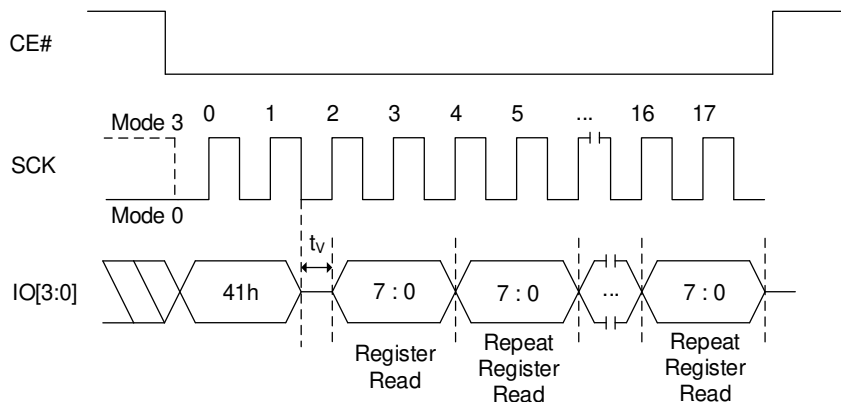 CE#
Mode 3 0 1 2 3 4 5 ... 16 17
SCK
Mode 0
tV
IO[3:0] 41h 7 : 0 7 : 0 ... 7 : 0
Register
Read
Repeat
Register
Read
Repeat
Register
Read